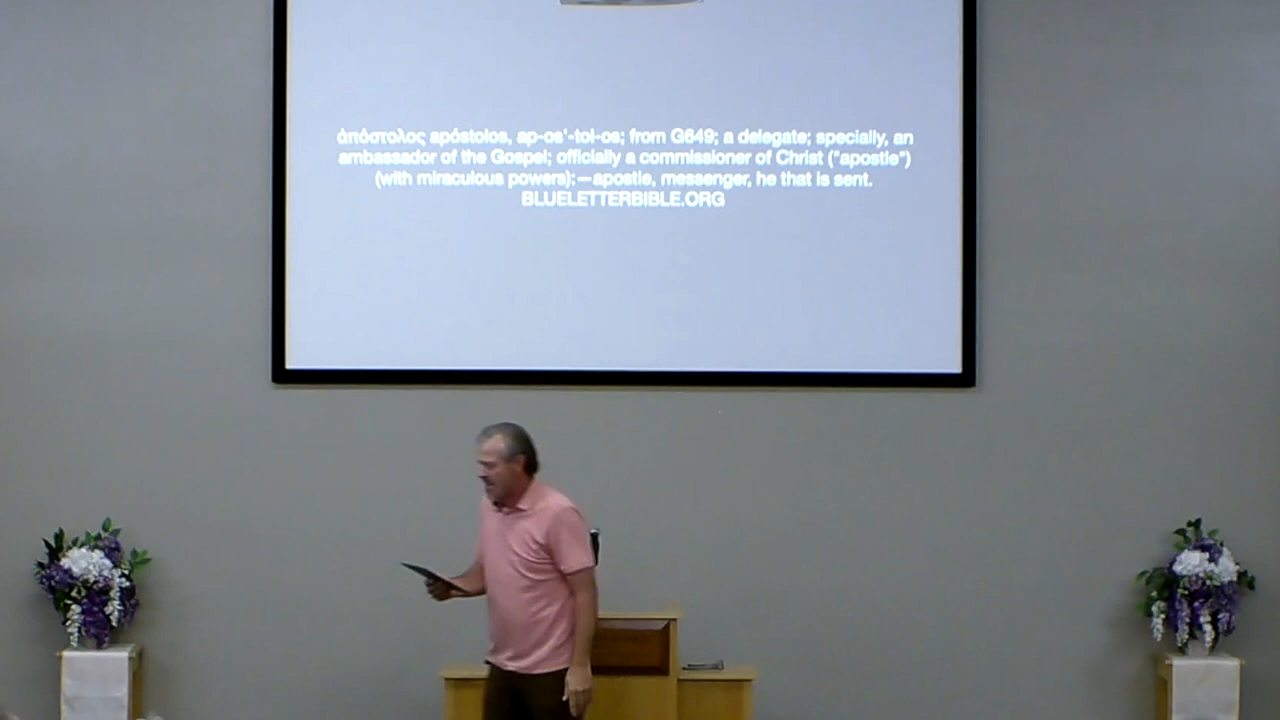 ἀπόστολος apóstolos, ap-os'-tol-os; from G649; a delegate; specially, an
ambassador of the Gospel; officially a commissioner of Christ ("apostle")
(with miraculous powers):—apostle, messenger, he that is sent.
BLUELETTERBIBLE.ORG